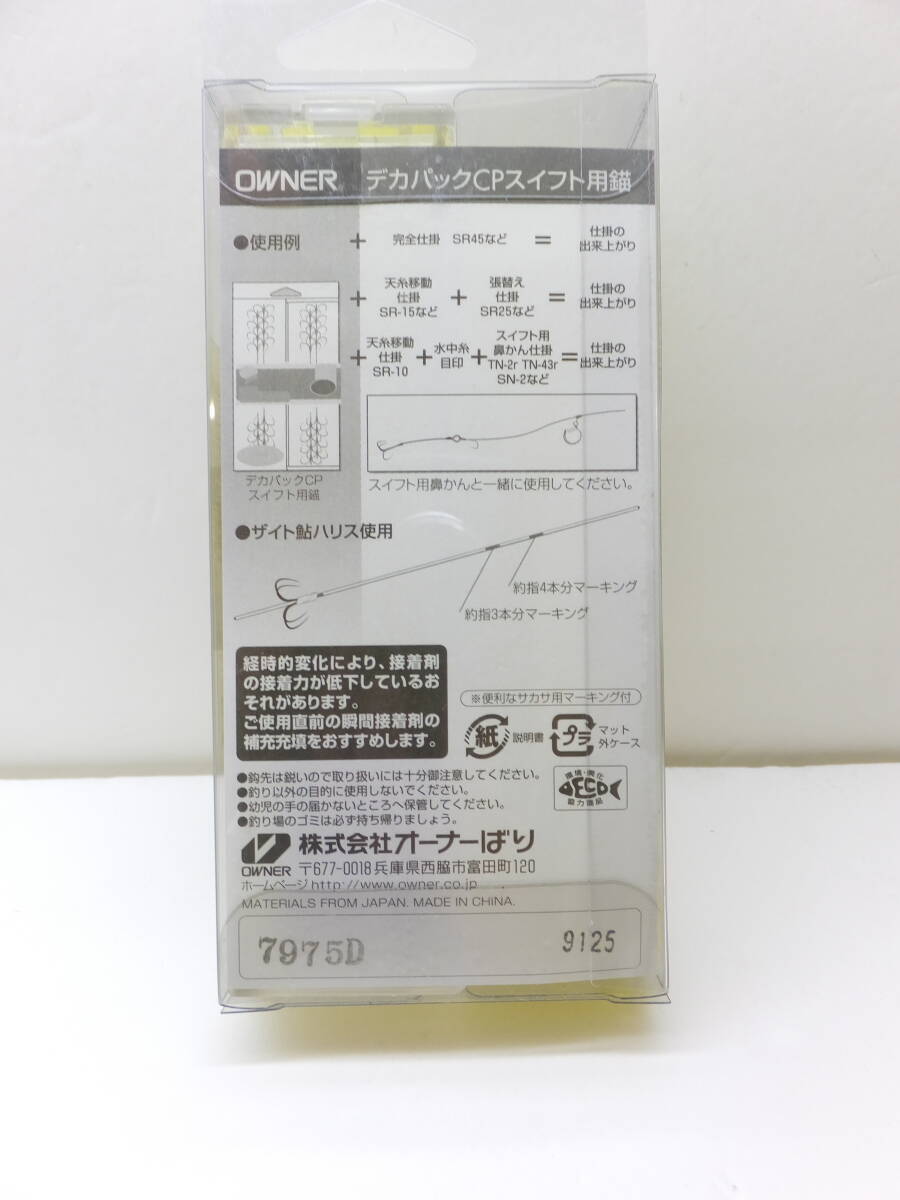 OWNER デカパックCPスイフト用錨
●使用例 + 完全仕掛 SR45など = 仕掛の
出来上がり
+ 天糸移動
仕掛
SR-15など
+ 張替え
仕掛
SR25など
= 仕掛の
出来上がり
+ 天糸移動
仕掛
SR-10
+ 水中糸
目印
+ スイフト用
鼻かん仕掛
TN-2r TN-43r
SN-2など
= 仕掛の
出来上がり
デカパックCP
スイフト用錨
スイフト用鼻かんと一緒に使用してください。
●ザイト鮎ハリス使用
約指4本分マーキング
約指3本分マーキング
経時的変化により、接着剤
の接着力が低下しているお
それがあります。
ご使用直前の瞬間接着剤の
補充充填をおすすめします。
※便利なサカサ用マーキング付
紙 説明書
プラ マット
外ケース
●鈎先は鋭いので取り扱いには十分御注意してください。
●釣り以外の目的に使用しないでください。
●幼児の手の届かないところへ保管してください。
●釣り場のゴミは必ず持ち帰りましょう。
環境・美化
ECO
協力商品
株式会社オーナーばり
OWNER 〒677-0018 兵庫県西脇市富田町120
ホームページ http://www.owner.co.jp
MATERIALS FROM JAPAN. MADE IN CHINA.
7975D 9125